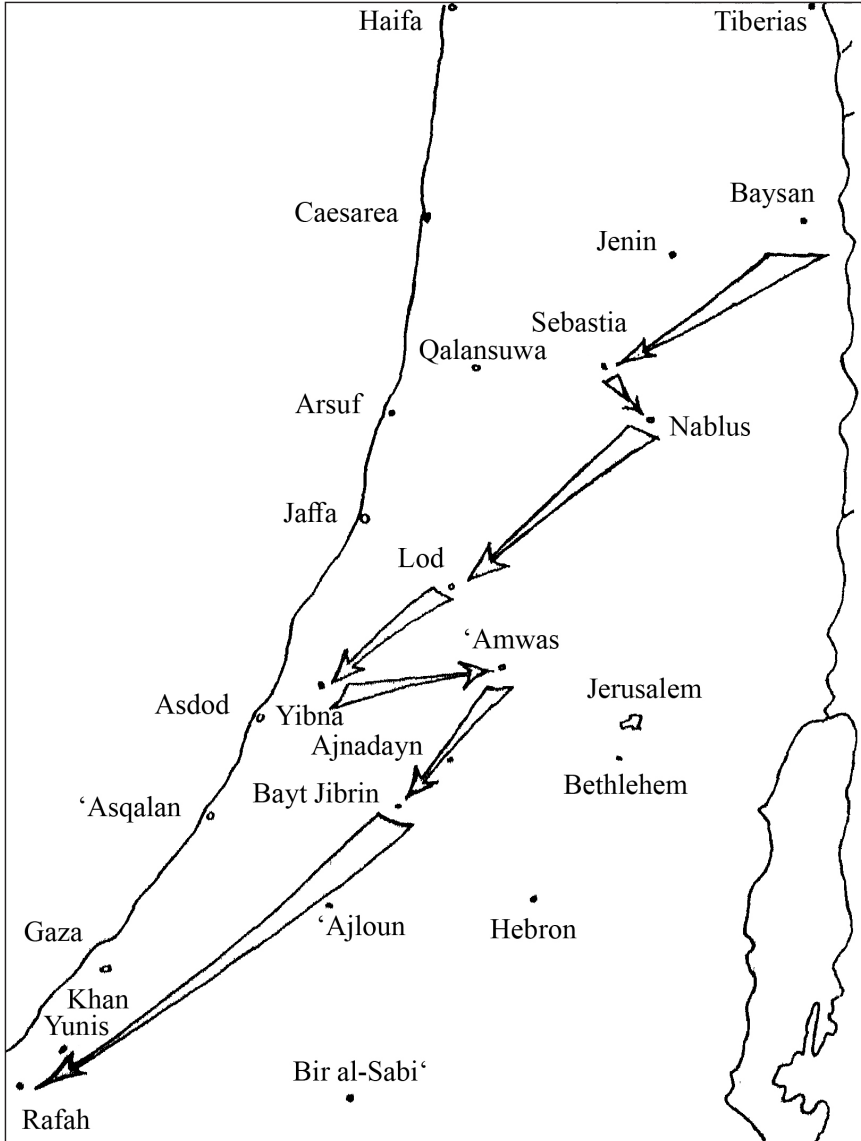 Haifa
Tiberias
Baysan
Caesarea
Jenin
Sebastia
Qalansuwa
Arsuf
Nablus
Jaffa
Lod
‘Amwas
Jerusalem
Asdod
Yibna
Ajnadayn
Bethlehem
Bayt Jibrin
‘Asqalan
‘Ajloun
Hebron
Gaza
Khan
Yunis
Bir al-Sabi‘
Rafah